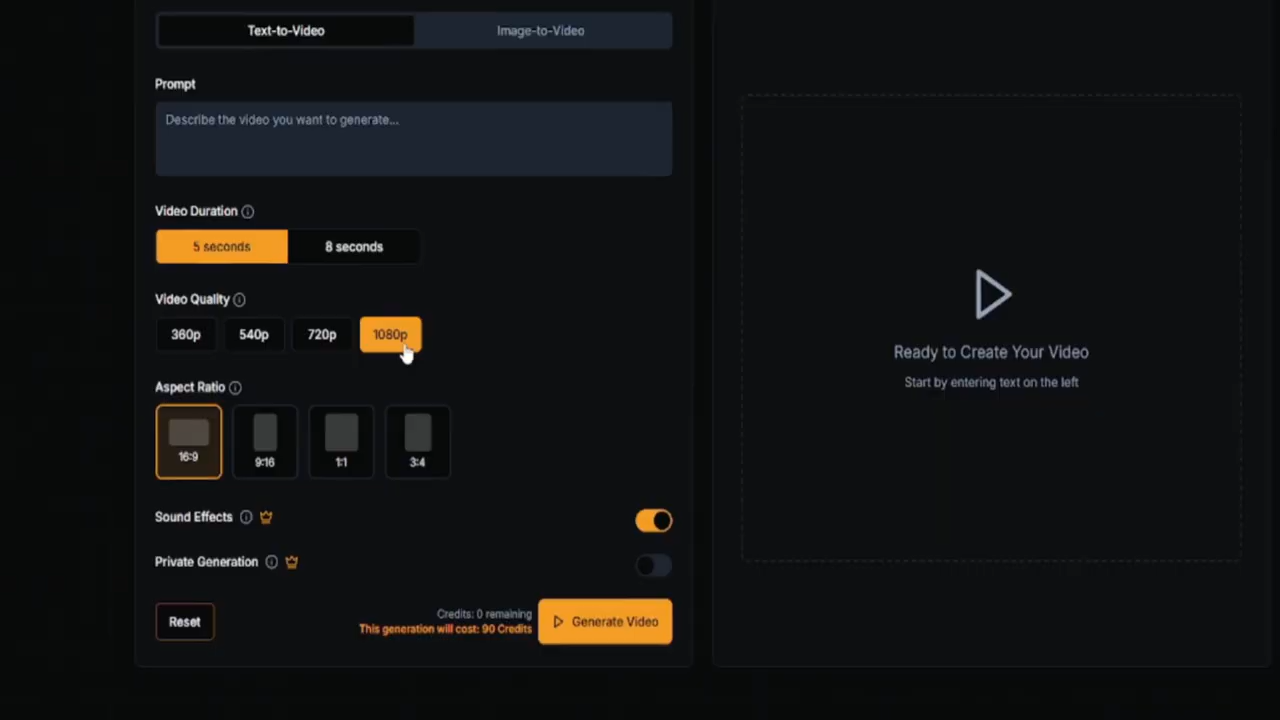 Text-to-Video Image-to-Video
Prompt
Describe the video you want to generate...
Video Duration
5 seconds 8 seconds
Video Quality
360p 540p 720p 1080p
Aspect Ratio
16:9 9:16 1:1 3:4
Sound Effects
Private Generation
Reset
Credits: 0 remaining
This generation will cost: 90 Credits
Generate Video
Ready to Create Your Video
Start by entering text on the left